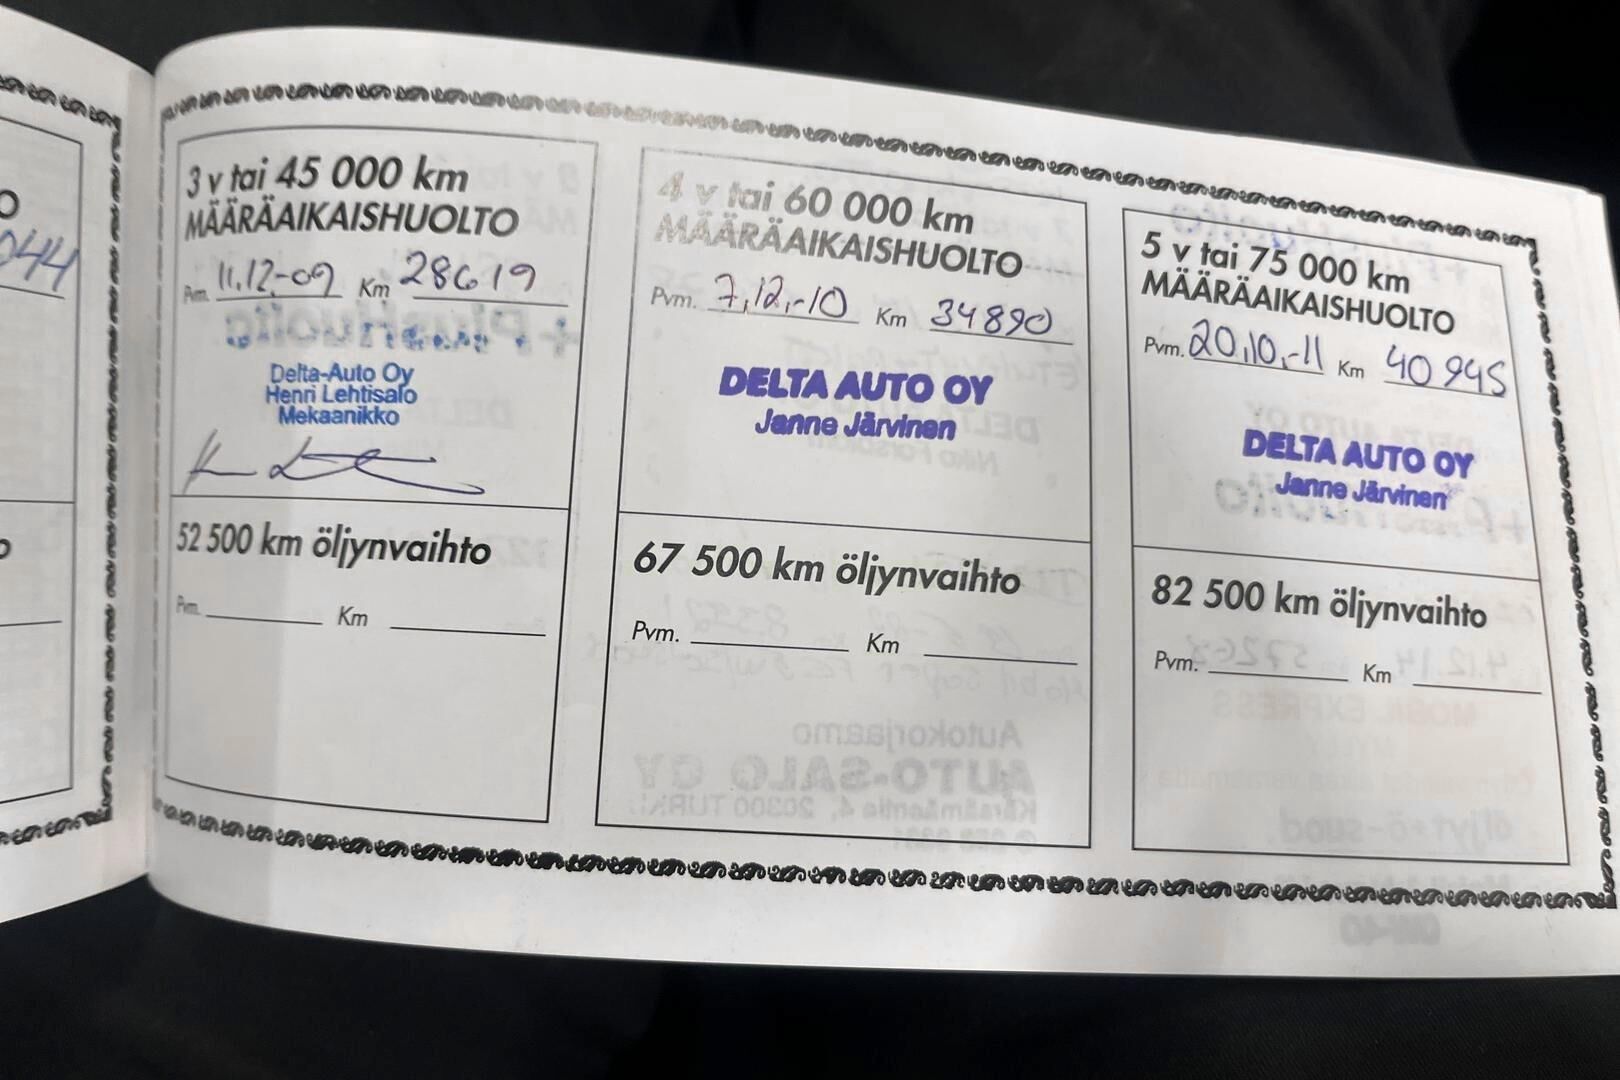 044
3 v tai 45 000 km
MÄÄRÄAIKAISHUOLTO
Pvm. 11.12.-09 Km 28619
Delta-Auto Oy
Henri Lehtisalo
Mekaanikko
52 500 km öljynvaihto
Pvm. Km
4 v tai 60 000 km
MÄÄRÄAIKAISHUOLTO
Pvm. 7.12.-10 Km 34890
DELTA AUTO OY
Janne Järvinen
67 500 km öljynvaihto
Pvm. Km
5 v tai 75 000 km
MÄÄRÄAIKAISHUOLTO
Pvm. 20.10.-11 Km 40945
DELTA AUTO OY
Janne Järvinen
82 500 km öljynvaihto
Pvm. Km